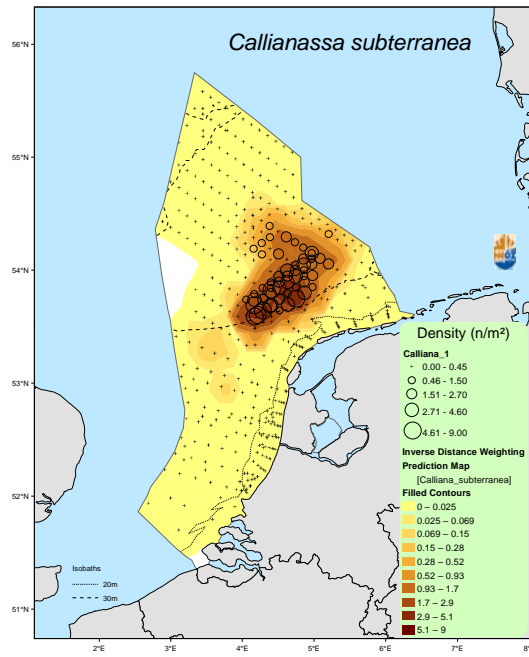 Callianassa subterranea
55°N
54°N
53°N
52°N
51°N
Density (n/m²)
Calliana_1
0.00 - 0.45
0.46 - 1.50
1.51 - 2.70
2.71 - 4.60
4.61 - 9.00
Inverse Distance Weighting
Prediction Map
[Calliana_subterranea]
Filled Contours
0 – 0.025
0.025 – 0.069
0.069 – 0.15
0.15 – 0.28
0.28 – 0.52
0.52 – 0.93
0.93 – 1.7
1.7 – 2.9
2.9 – 5.1
5.1 – 9
Isobaths
20m
30m
2°E
3°E
4°E
5°E
6°E
7°E